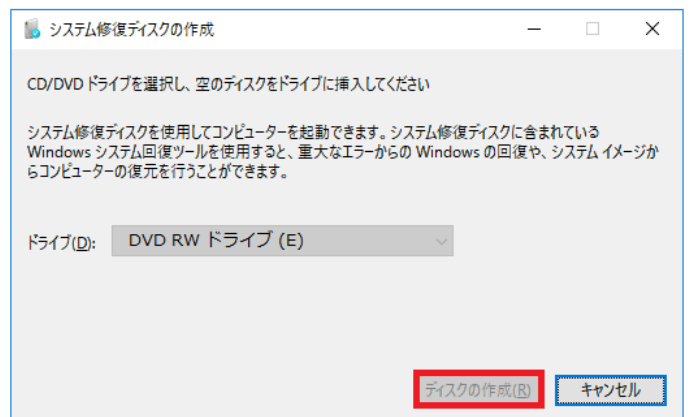 システム修復ディスクの作成
CD/DVD ドライブを選択し、空のディスクをドライブに挿入してください
システム修復ディスクを使用してコンピューターを起動できます。システム修復ディスクに含まれている
Windows システム回復ツールを使用すると、重大なエラーからの Windows の回復や、システム イメージか
らコンピューターの復元を行うことができます。
ドライブ(D): DVD RW ドライブ (E)
ディスクの作成(R) キャンセル